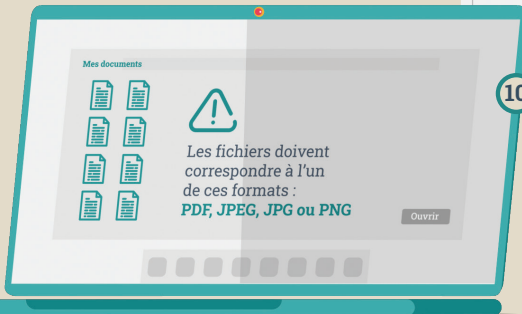 Mes documents
10
Les fichiers doivent
correspondre à l'un
de ces formats :
PDF, JPEG, JPG ou PNG
Ouvrir